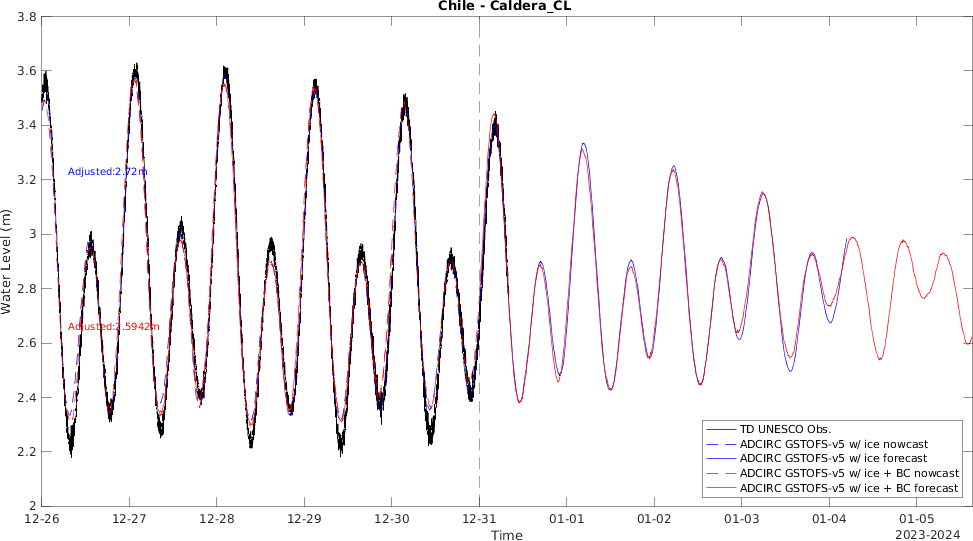 Chile - Caldera_CL
3.8
3.6
3.4
3.2
3
2.8
2.6
2.4
2.2
2
Water Level (m)
Adjusted:2.72m
Adjusted:2.5942m
TD UNESCO Obs.
ADCIRC GSTOFS-v5 w/ ice nowcast
ADCIRC GSTOFS-v5 w/ ice forecast
ADCIRC GSTOFS-v5 w/ ice + BC nowcast
ADCIRC GSTOFS-v5 w/ ice + BC forecast
12-26 12-27 12-28 12-29 12-30 12-31 01-01 01-02 01-03 01-04 01-05
Time
2023-2024